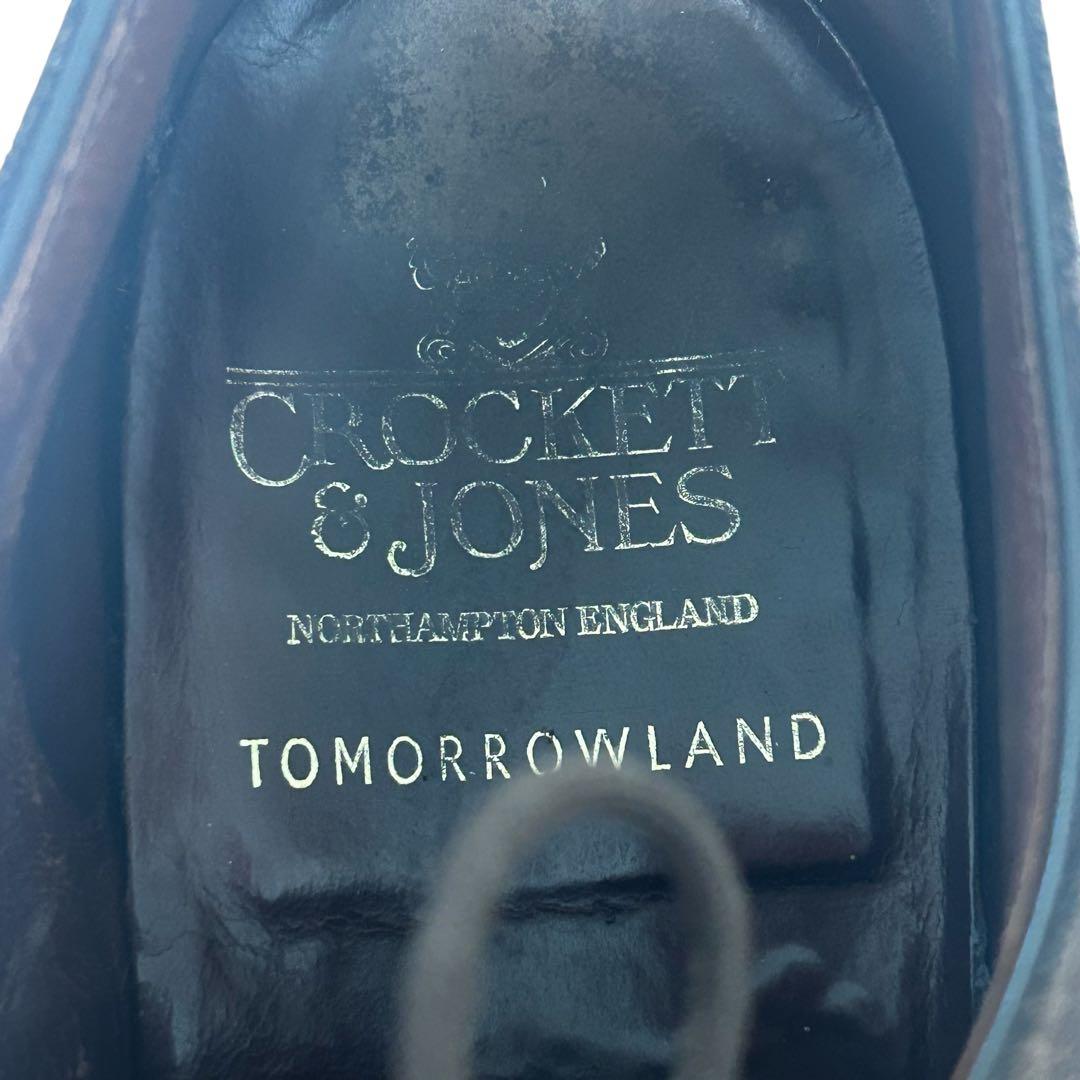 CROCKETT
& JONES
NORTHAMPTON ENGLAND
TOMORROWLAND